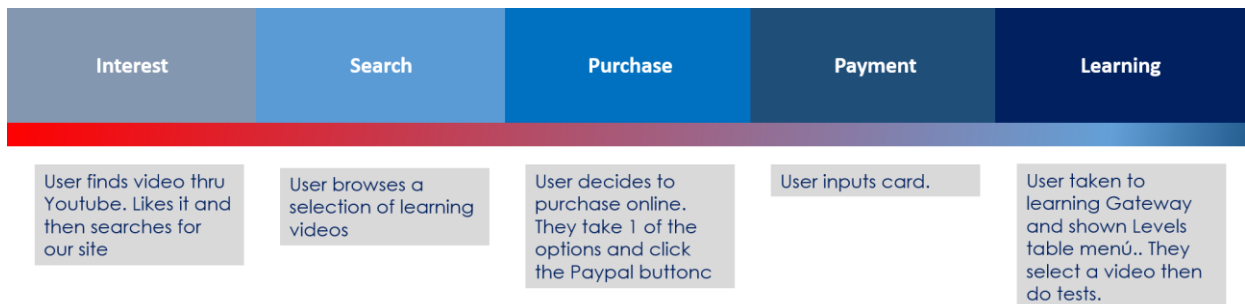 Interest
Search
Purchase
Payment
Learning
User finds video thru
Youtube. Likes it and
then searches for
our site
User browses a
selection of learning
videos
User decides to
purchase online.
They take 1 of the
options and click
the Paypal buttonc
User inputs card.
User taken to
learning Gateway
and shown Levels
table menú.. They
select a video then
do tests.